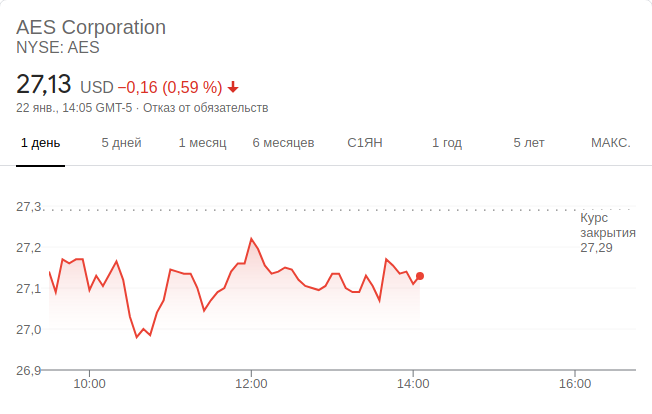 AES Corporation
NYSE: AES
27,13 USD −0,16 (0,59 %)
22 янв., 14:05 GMT-5 · Отказ от обязательств
1 день 5 дней 1 месяц 6 месяцев С1ЯН 1 год 5 лет МАКС.
27,3
Курс
закрытия
27,29
27,2
27,1
27,0
26,9
10:00 12:00 14:00 16:00